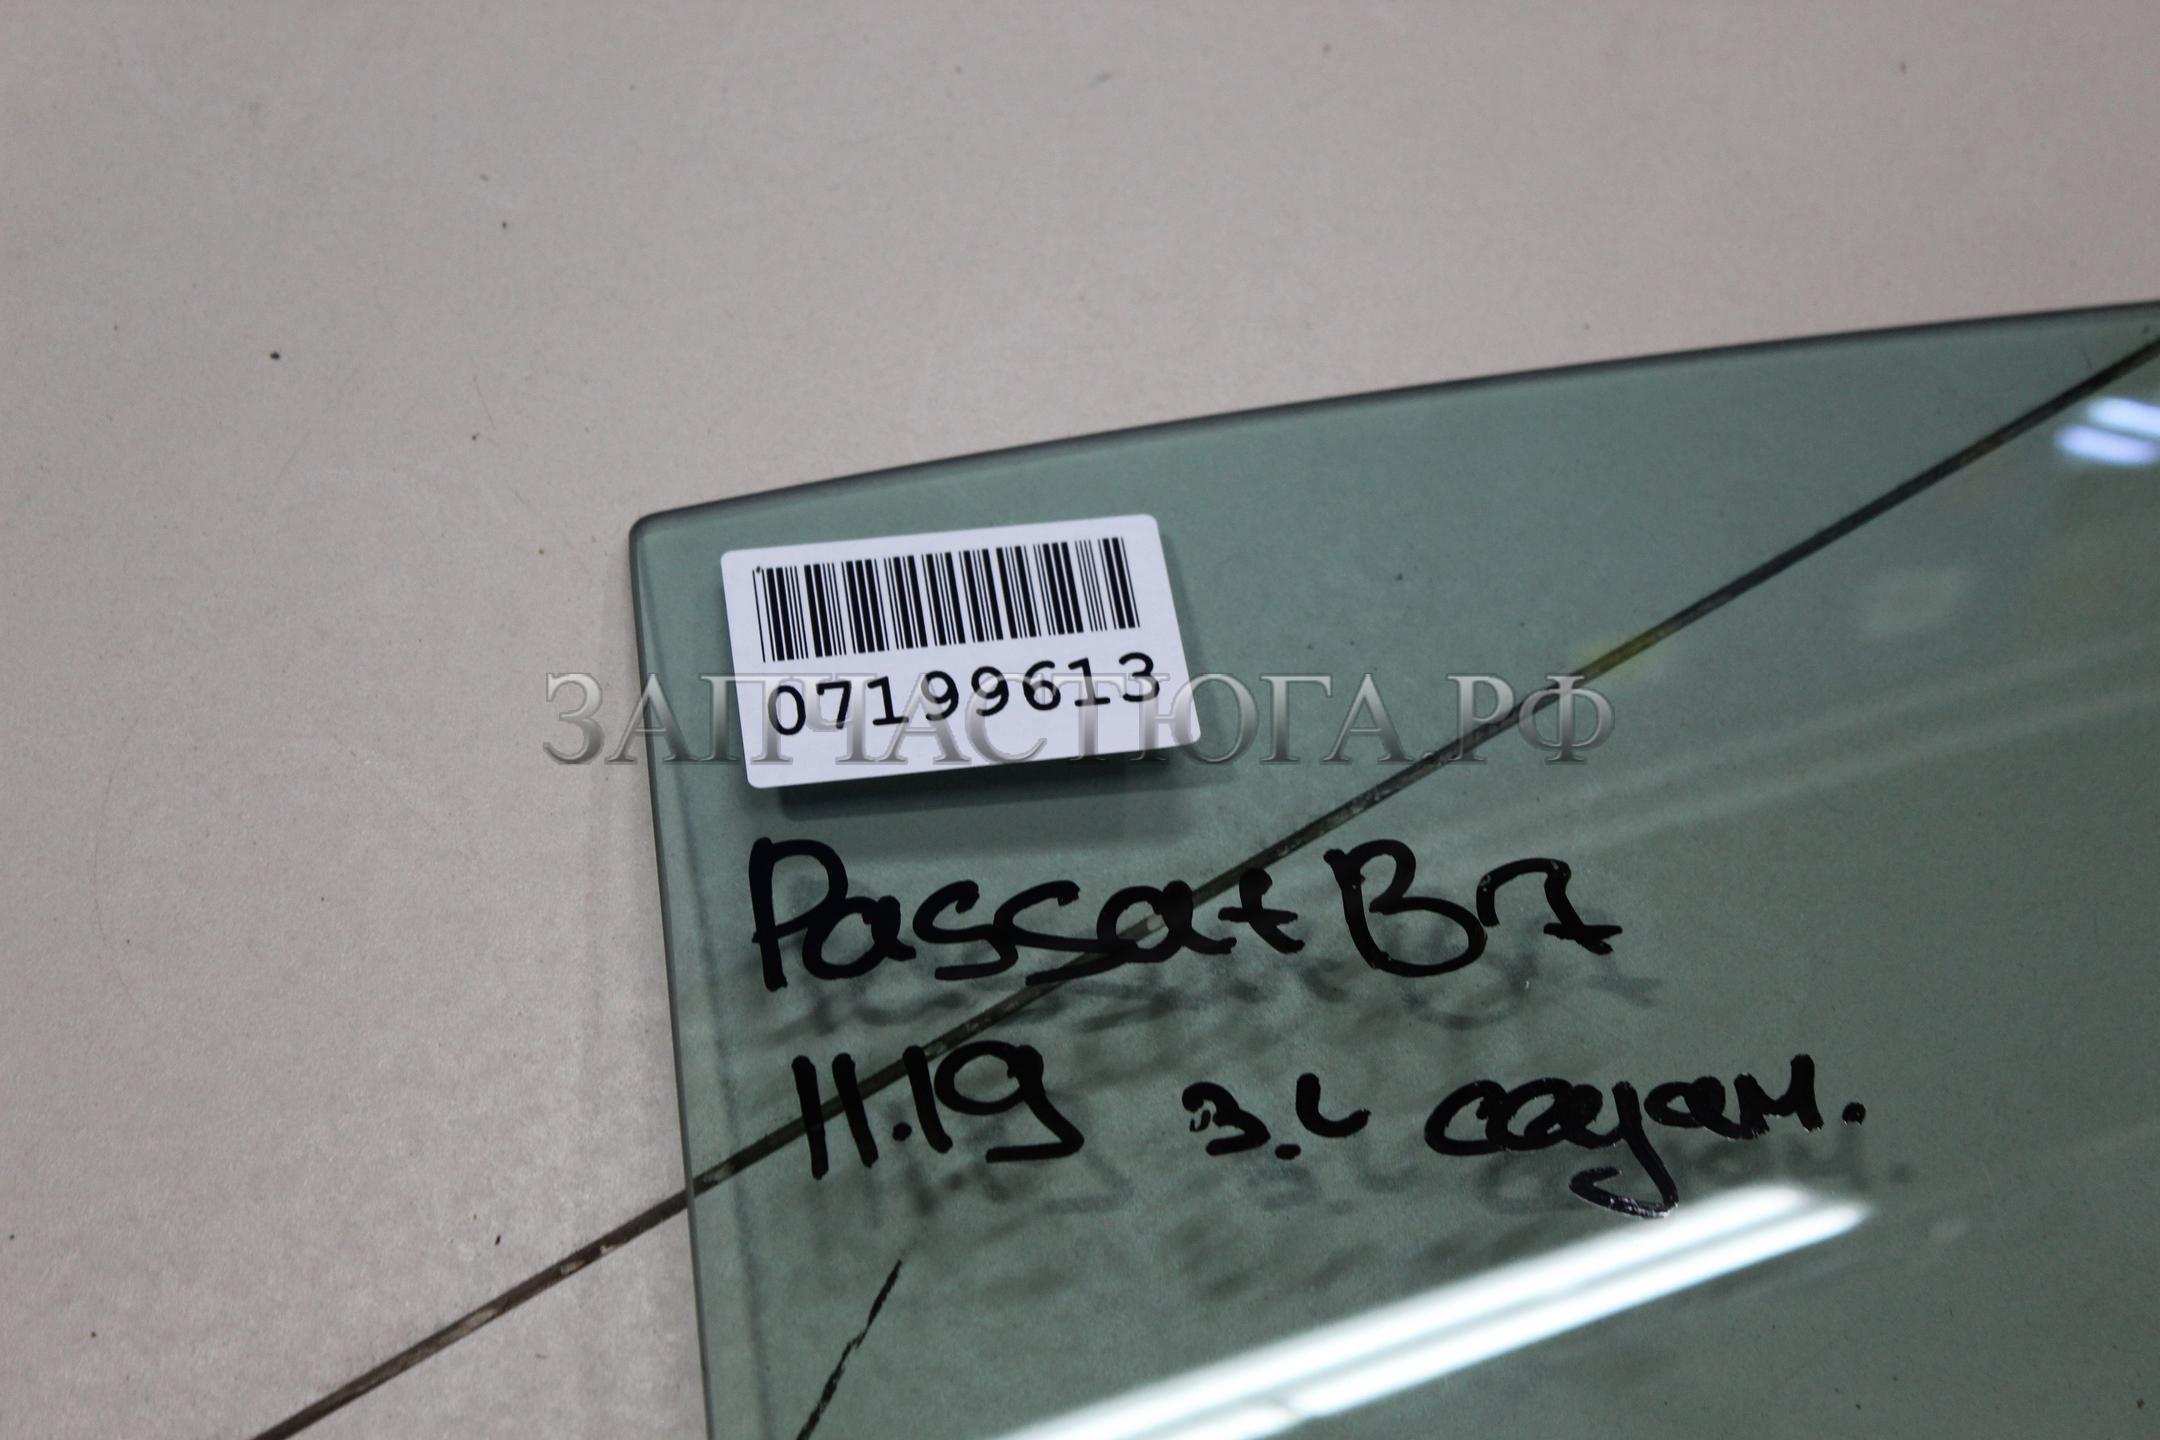 07199613
ЗАПЧАСТЮГА.РФ
Passat B7
11.19 з.L седан.